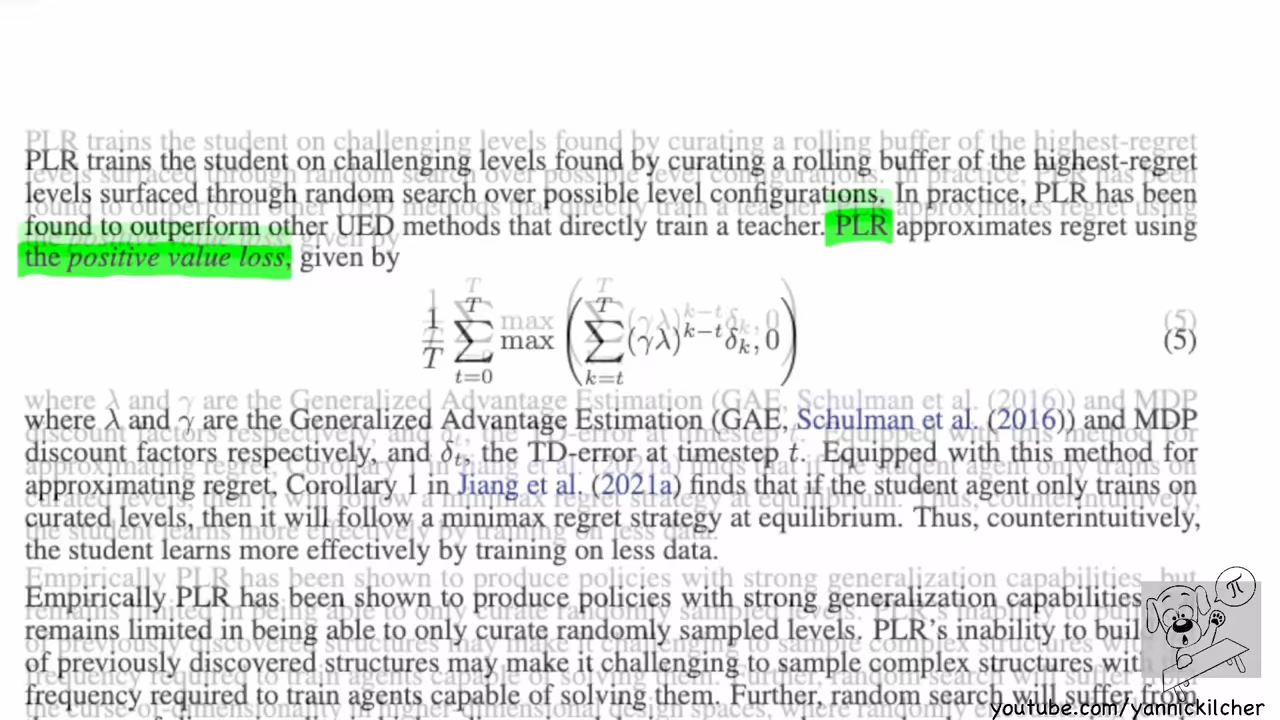 PLR trains the student on challenging levels found by curating a rolling buffer of the highest-regret
levels surfaced through random search over possible level configurations. In practice, PLR has been
found to outperform other UED methods that directly train a teacher. PLR approximates regret using
the positive value loss, given by
1/T ∑_{t=0}^{T} max (∑_{k=t}^{T} (γλ)^{k−t} δ_k, 0) (5)
where λ and γ are the Generalized Advantage Estimation (GAE, Schulman et al. (2016)) and MDP
discount factors respectively, and δ_t, the TD-error at timestep t. Equipped with this method for
approximating regret, Corollary 1 in Jiang et al. (2021a) finds that if the student agent only trains on
curated levels, then it will follow a minimax regret strategy at equilibrium. Thus, counterintuitively,
the student learns more effectively by training on less data.
Empirically PLR has been shown to produce policies with strong generalization capabilities
remains limited in being able to only curate randomly sampled levels. PLR's inability to buil
of previously discovered structures may make it challenging to sample complex structures with
frequency required to train agents capable of solving them. Further, random search will suffer from
π
youtube.com/yannickilcher